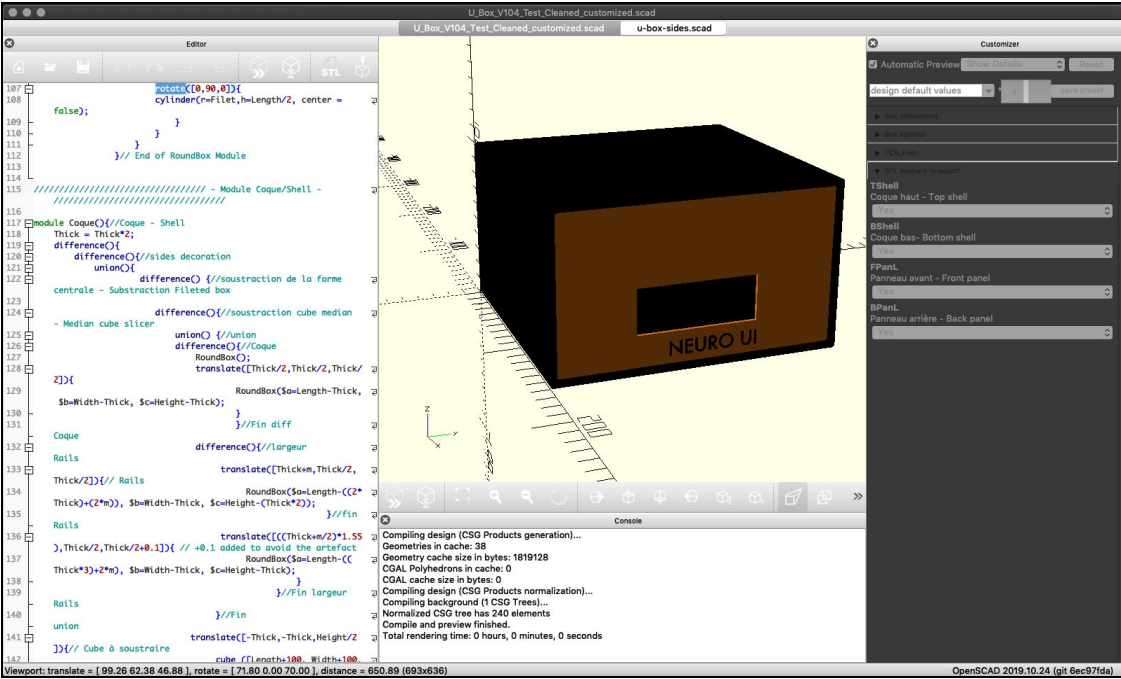 U_Box_V104_Test_Cleaned_customized.scad
U_Box_V104_Test_Cleaned_customized.scad u-box-sides.scad
Editor
STL
107 rotate([0,90,0]){
108 cylinder(r=Filet,h=Length/2, center =
false);
109 }
110 }
111 }
112 }// End of RoundBox Module
113
114
115 ////////////////////////////////// - Module Coque/Shell -
//////////////////////////////////
116
117 module Coque(){//Coque - Shell
118 Thick = Thick*2;
119 difference(){
120 difference(){//sides decoration
121 union(){
122 difference() {//soustraction de la forme
centrale - Substraction Fileted box
123
124 difference(){//soustraction cube median
- Median cube slicer
125 union() {//union
126 difference(){//Coque
127 RoundBox();
128 translate([Thick/2,Thick/2,Thick/
2]){
129 RoundBox($a=Length-Thick,
$b=Width-Thick, $c=Height-Thick);
130 }
131 }//Fin diff
Coque
132 difference(){//largeur
Rails
133 translate([Thick+m,Thick/2,
Thick/2]){// Rails
134 RoundBox($a=Length-((2*
Thick)+(2*m)), $b=Width-Thick, $c=Height-(Thick*2));
135 }//fin
Rails
136 translate([((Thick+m/2)*1.55
),Thick/2,Thick/2+0.1]){ // +0.1 added to avoid the artefact
137 RoundBox($a=Length-((
Thick*3)+2*m), $b=Width-Thick, $c=Height-Thick);
138 }
139 }//Fin largeur
Rails
140 }//Fin
union
141 translate([-Thick,-Thick,Height/2
]){// Cube à soustraire
142 cube ([Length+100, Width+100,
NEURO UI
Z
Y
X
Console
Compiling design (CSG Products generation)...
Geometries in cache: 38
Geometry cache size in bytes: 1819128
CGAL Polyhedrons in cache: 0
CGAL cache size in bytes: 0
Compiling design (CSG Products normalization)...
Compiling background (1 CSG Trees)...
Normalized CSG tree has 240 elements
Compile and preview finished.
Total rendering time: 0 hours, 0 minutes, 0 seconds
Customizer
Automatic Preview Show Details Reset
design default values + - save preset
Box dimensions
Box options
PCB_Feet
STL element to export
TShell
Coque haut - Top shell
Yes
BShell
Coque bas- Bottom shell
Yes
FPanL
Panneau avant - Front panel
Yes
BPanL
Panneau arrière - Back panel
Yes
Viewport: translate = [ 99.26 62.38 46.88 ], rotate = [ 71.80 0.00 70.00 ], distance = 650.89 (693x636) OpenSCAD 2019.10.24 (git 6ec97fda)